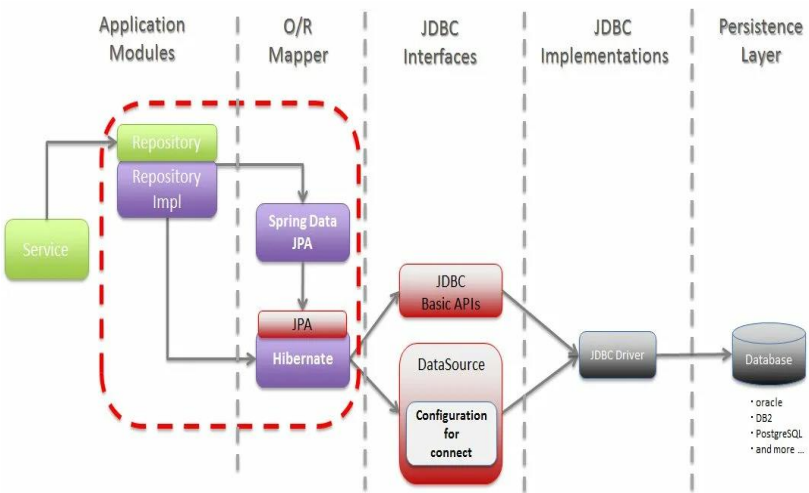 Application
Modules
O/R
Mapper
JDBC
Interfaces
JDBC
Implementations
Persistence
Layer
Repository
Repository
Impl
Service
Spring Data
JPA
JPA
Hibernate
JDBC
Basic APIs
DataSource
Configuration
for
connect
JDBC Driver
Database
· oracle
· DB2
· PostgreSQL
· and more ...